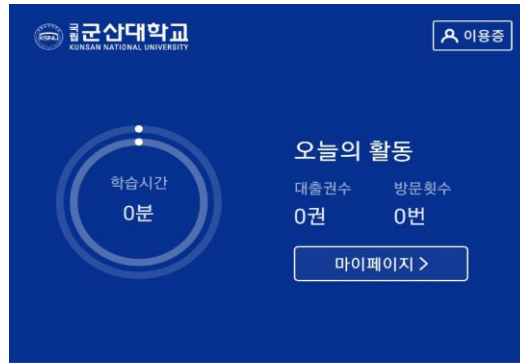 KSNU 국립군산대학교
KUNSAN NATIONAL UNIVERSITY
이용증
학습시간
0분
오늘의 활동
대출권수 방문횟수
0권 0번
마이페이지 >